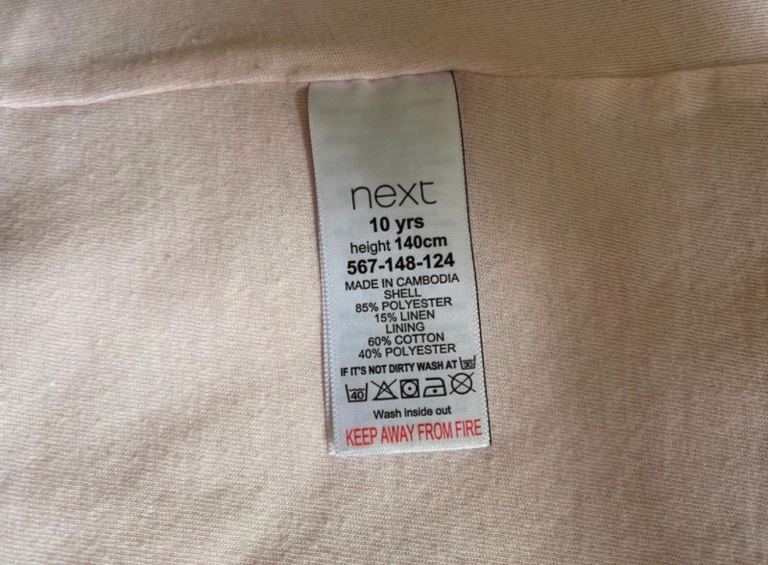 next
10 yrs
height 140cm
567-148-124
MADE IN CAMBODIA
SHELL
85% POLYESTER
15% LINEN
LINING
60% COTTON
40% POLYESTER
IF IT'S NOT DIRTY WASH AT 30
40
Wash inside out
KEEP AWAY FROM FIRE